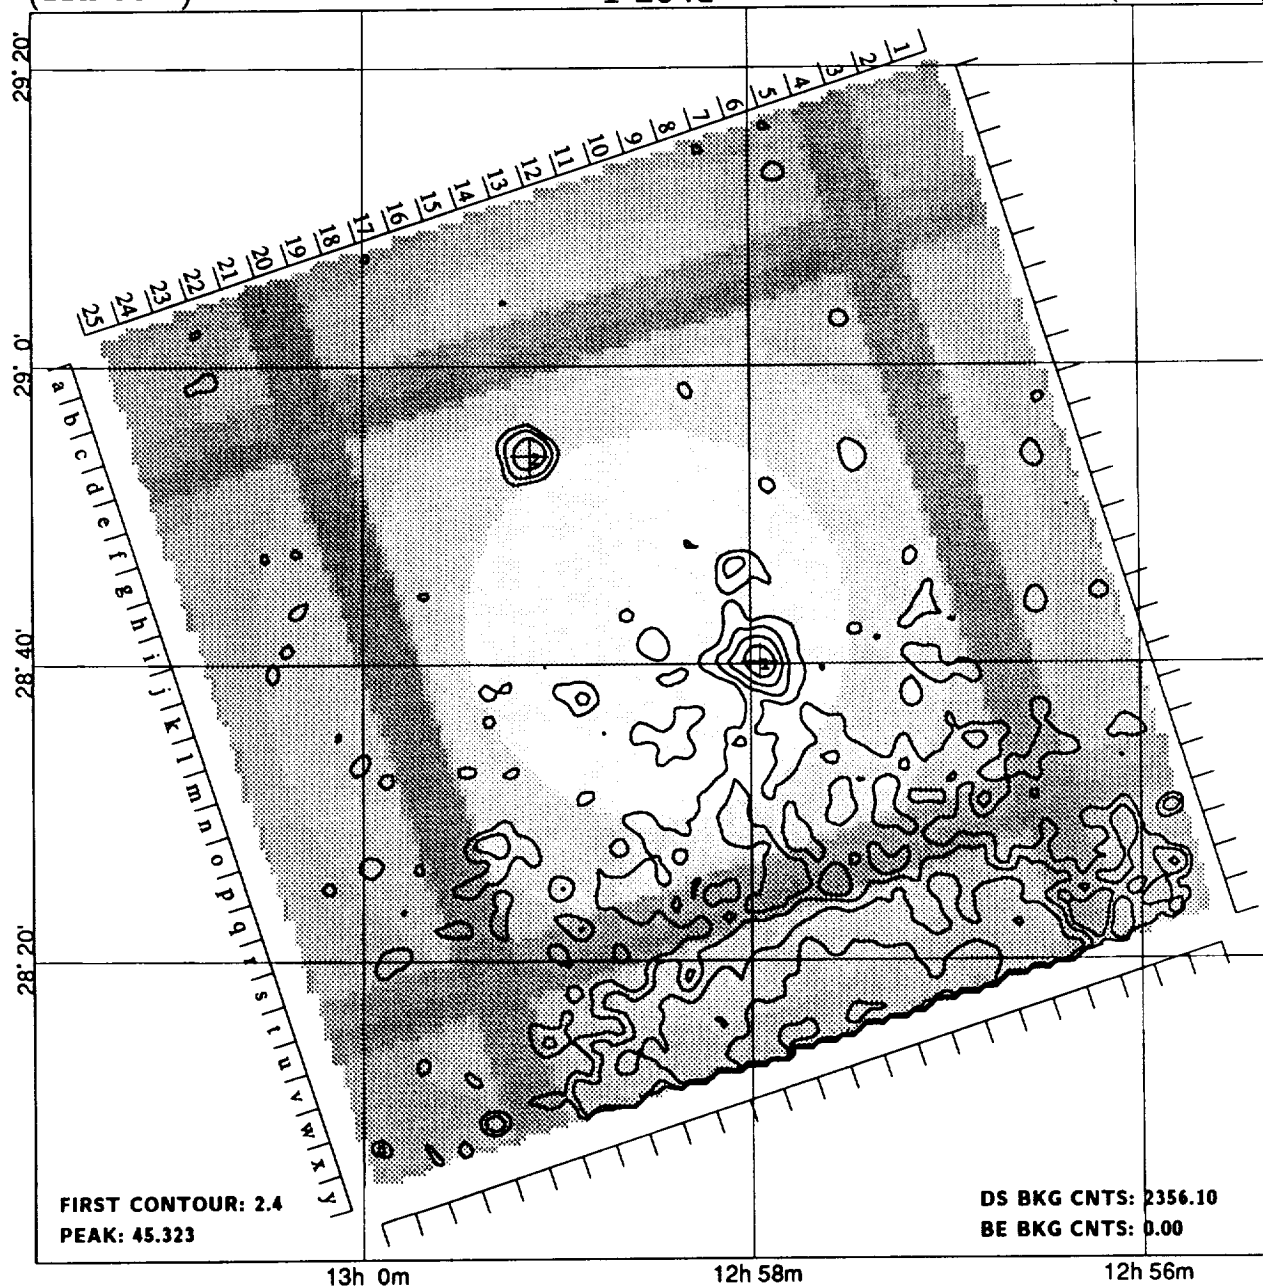 29° 20'
1
2
3
4
5
6
7
8
9
10
11
12
13
14
15
16
17
18
19
20
21
22
23
24
25
29° 0'
a
b
c
d
e
f
g
h
i
j
k
l
m
n
o
p
q
r
s
t
u
v
w
x
y
28° 40'
28° 20'
FIRST CONTOUR: 2.4
PEAK: 45.323
DS BKG CNTS: 2356.10
BE BKG CNTS: 0.00
13h 0m
12h 58m
12h 56m